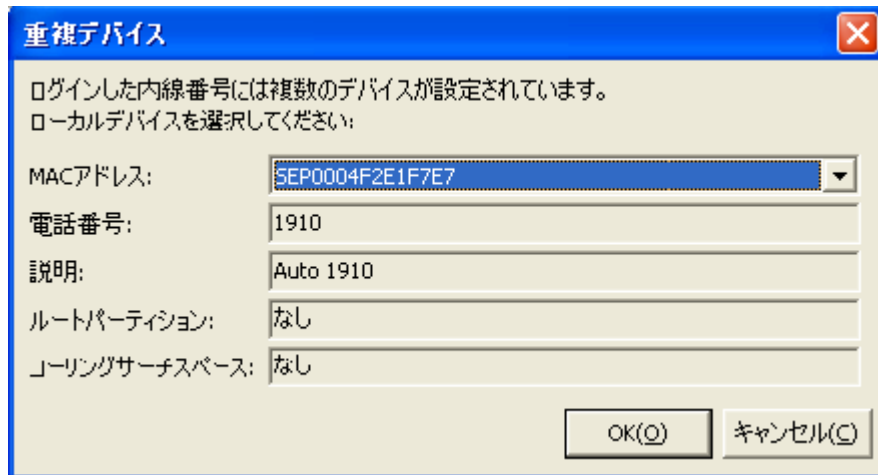 重複デバイス
ログインした内線番号には複数のデバイスが設定されています。
ローカルデバイスを選択してください:
MACアドレス: SEP0004F2E1F7E7
電話番号: 1910
説明: Auto 1910
ルートパーティション: なし
コーリングサーチスペース: なし
OK(O) キャンセル(C)